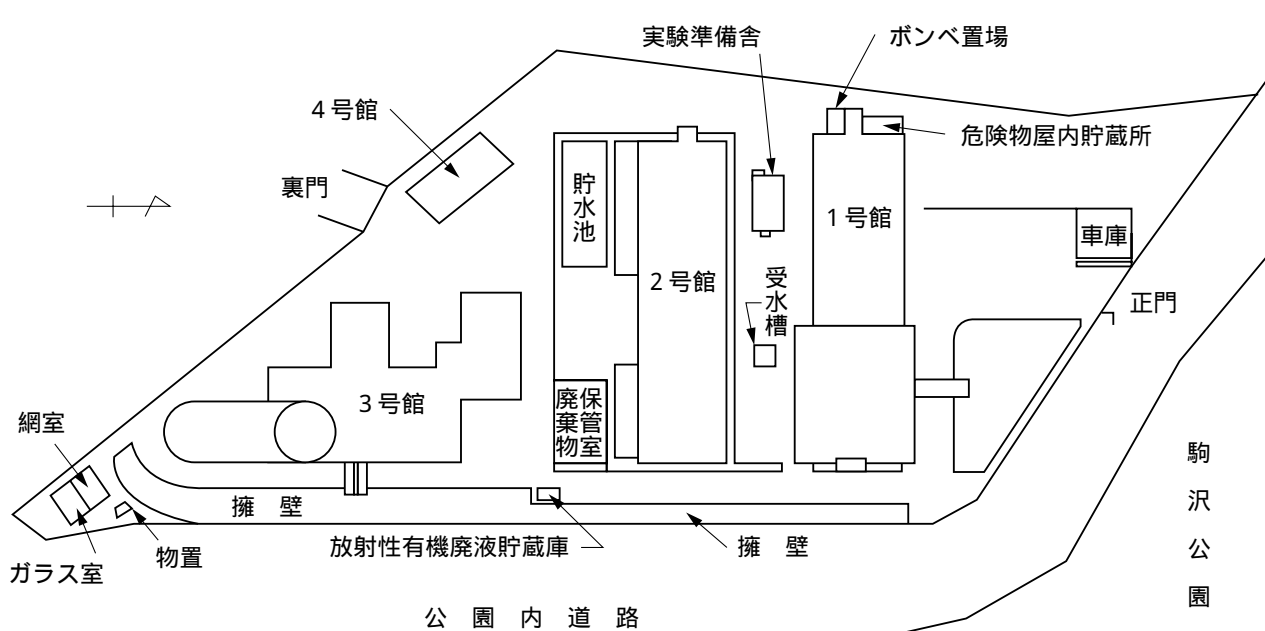 実験準備舎
ボンベ置場
4号館
危険物屋内貯蔵所
裏門
貯水池
1号館
車庫
2号館
受水槽
正門
3号館
廃棄物
保管室
網室
駒沢公園
擁壁
放射性有機廃液貯蔵庫
擁壁
物置
ガラス室
公園内道路